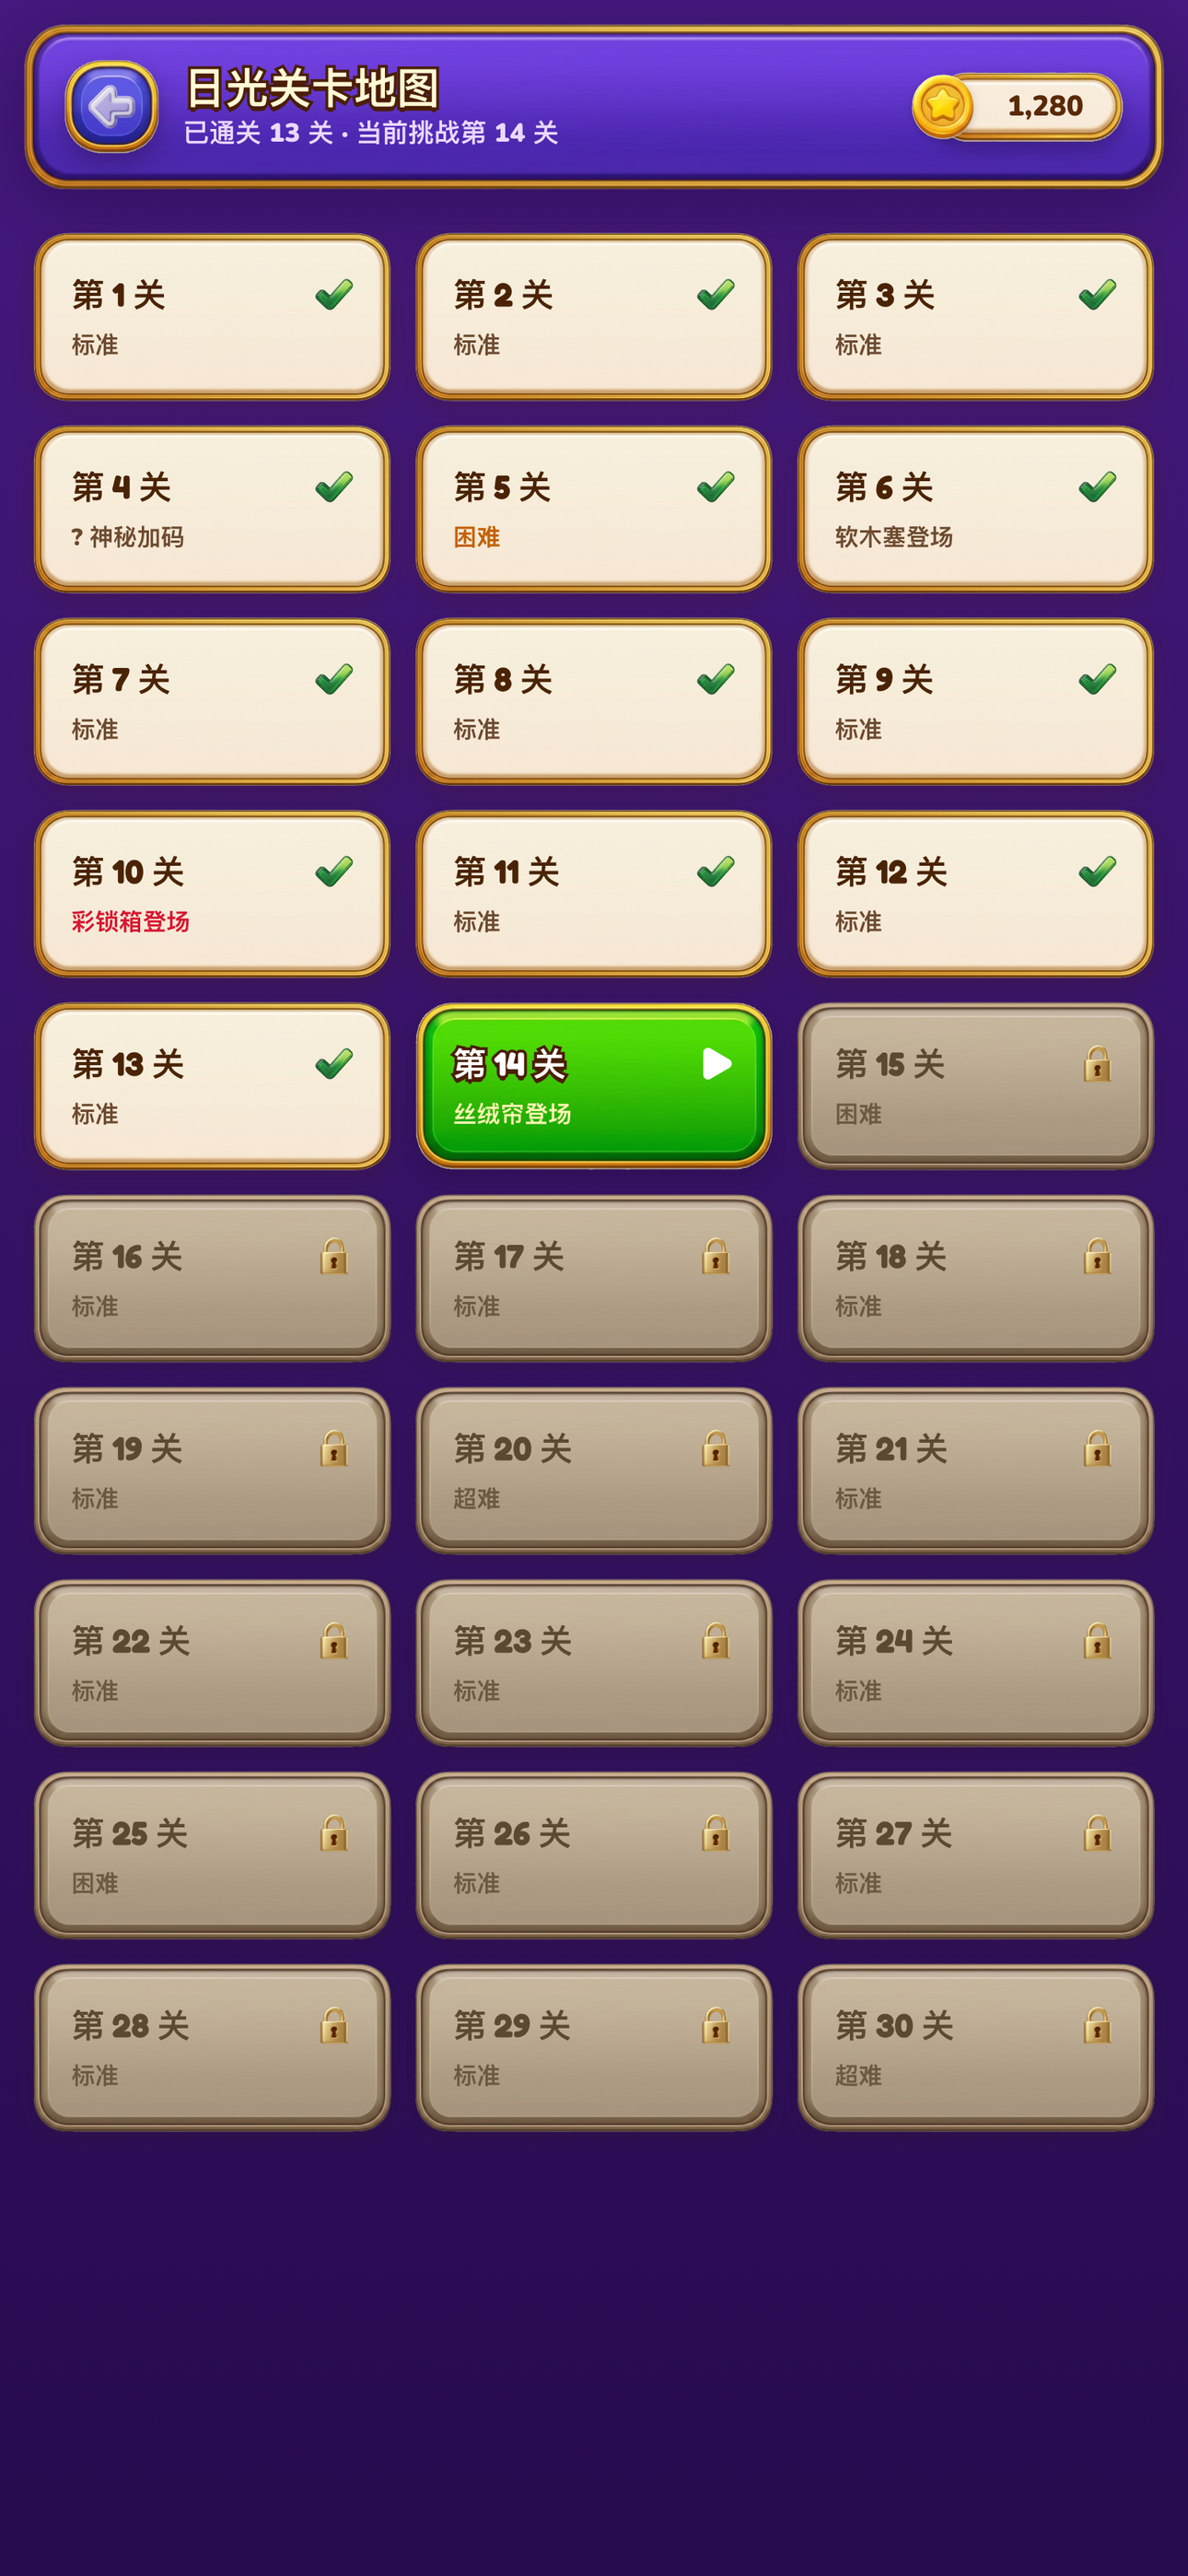 日光关卡地图
已通关 13 关 · 当前挑战第 14 关
1,280
第 1 关
标准
第 2 关
标准
第 3 关
标准
第 4 关
? 神秘加码
第 5 关
困难
第 6 关
软木塞登场
第 7 关
标准
第 8 关
标准
第 9 关
标准
第 10 关
彩锁箱登场
第 11 关
标准
第 12 关
标准
第 13 关
标准
第 14 关
丝绒帘登场
第 15 关
困难
第 16 关
标准
第 17 关
标准
第 18 关
标准
第 19 关
标准
第 20 关
超难
第 21 关
标准
第 22 关
标准
第 23 关
标准
第 24 关
标准
第 25 关
困难
第 26 关
标准
第 27 关
标准
第 28 关
标准
第 29 关
标准
第 30 关
超难